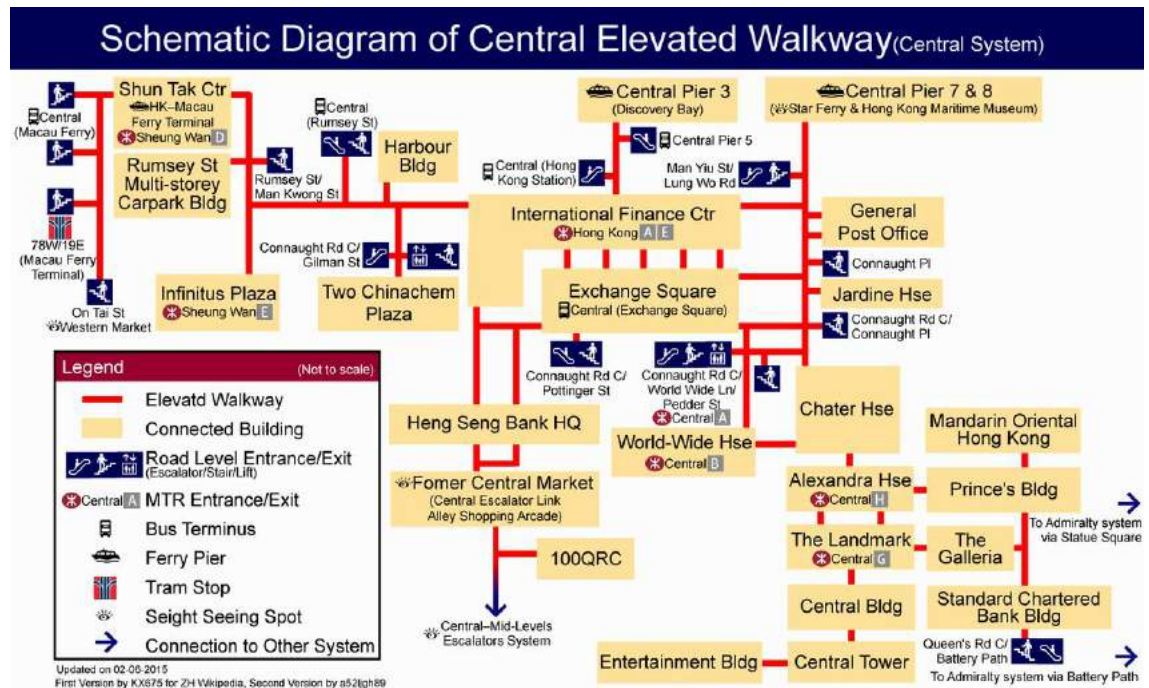 Schematic Diagram of Central Elevated Walkway(Central System)
Shun Tak Ctr
HK–Macau
Ferry Terminal
Sheung Wan D
Central
(Macau Ferry)
Rumsey St
Multi-storey
Carpark Bldg
78W/19E
(Macau Ferry
Terminal)
On Tai St
Western Market
Rumsey St/
Man Kwong St
Infinitus Plaza
Sheung Wan E
Central
(Rumsey St)
Harbour
Bldg
Connaught Rd C/
Gilman St
Two Chinachem
Plaza
Central Pier 3
(Discovery Bay)
Central Pier 5
Central (Hong
Kong Station)
Central Pier 7 & 8
(Star Ferry & Hong Kong Maritime Museum)
Man Yiu St/
Lung Wo Rd
International Finance Ctr
Hong Kong A E
General
Post Office
Connaught Pl
Exchange Square
Central (Exchange Square)
Jardine Hse
Connaught Rd C/
Connaught Pl
Connaught Rd C/
Pottinger St
Connaught Rd C/
World Wide Ln/
Pedder St
Central A
Heng Seng Bank HQ
World-Wide Hse
Central B
Chater Hse
Mandarin Oriental
Hong Kong
Fomer Central Market
(Central Escalator Link
Alley Shopping Arcade)
Alexandra Hse
Central H
Prince's Bldg
To Admiralty system
via Statue Square
100QRC
The Landmark
Central G
The
Galleria
Central Bldg
Standard Chartered
Bank Bldg
Central–Mid-Levels
Escalators System
Entertainment Bldg
Central Tower
Queen's Rd C/
Battery Path
To Admiralty system via Battery Path
Legend
(Not to scale)
Elevatd Walkway
Connected Building
Road Level Entrance/Exit
(Escalator/Stair/Lift)
Central A MTR Entrance/Exit
Bus Terminus
Ferry Pier
Tram Stop
Seight Seeing Spot
Connection to Other System
Updated on 02-06-2015
First Version by KX675 for ZH Wikipedia, Second Version by a52ljgh89